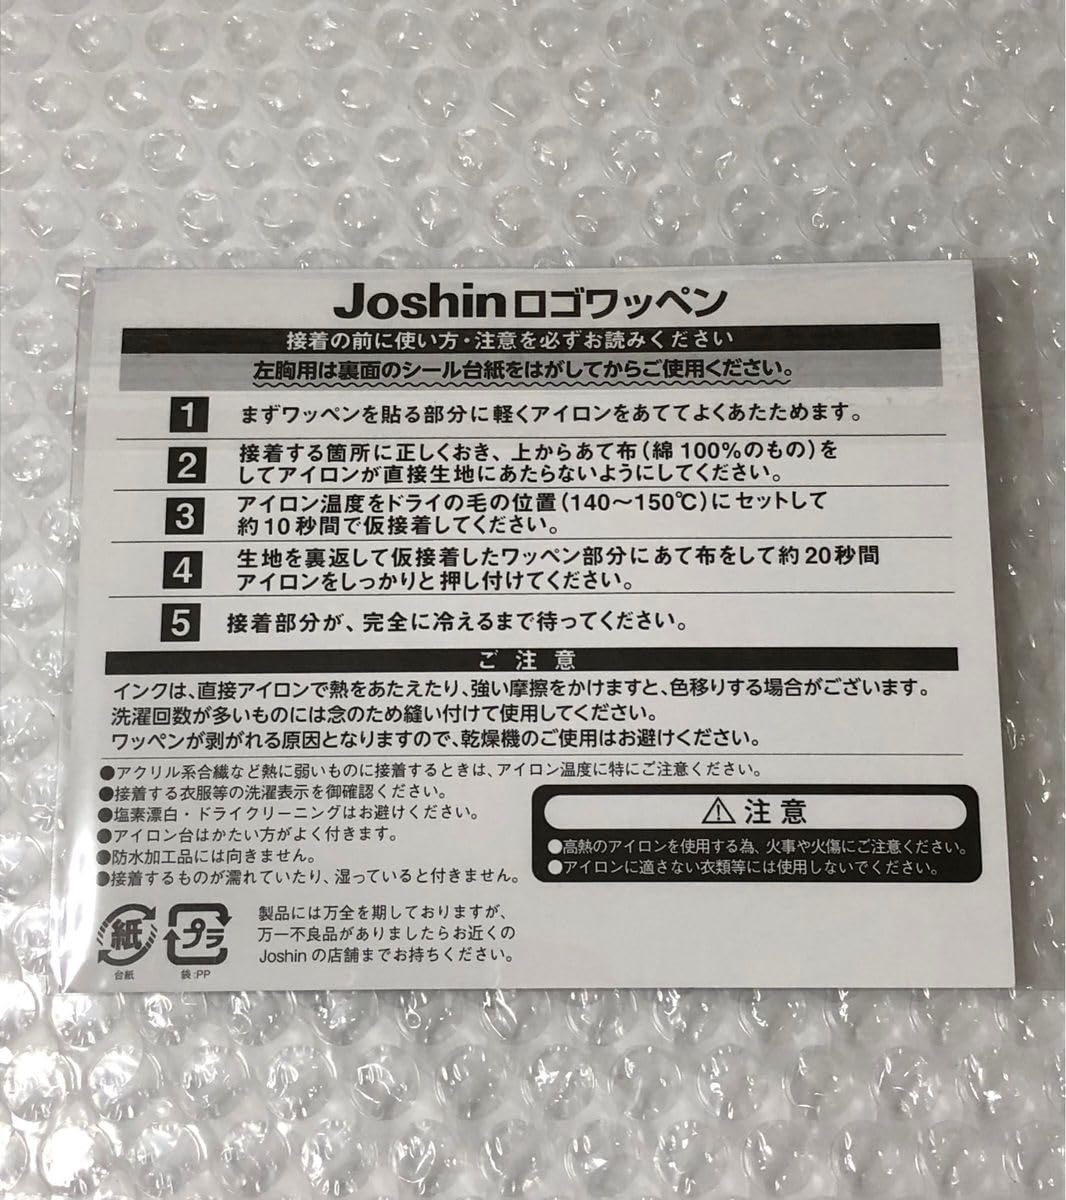 Joshinロゴワッペン
接着の前に使い方・注意を必ずお読みください
左胸用は裏面のシール台紙をはがしてからご使用ください。
1 まずワッペンを貼る部分に軽くアイロンをあててよくあたためます。
2 接着する箇所に正しくおき、上からあて布(綿100%のもの)を
してアイロンが直接生地にあたらないようにしてください。
3 アイロン温度をドライの毛の位置(140〜150℃)にセットして
約10秒間で仮接着してください。
4 生地を裏返して仮接着したワッペン部分にあて布をして約20秒間
アイロンをしっかりと押し付けてください。
5 接着部分が、完全に冷えるまで待ってください。
ご注意
インクは、直接アイロンで熱をあたえたり、強い摩擦をかけますと、色移りする場合がございます。
洗濯回数が多いものには念のため縫い付けて使用してください。
ワッペンが剥がれる原因となりますので、乾燥機のご使用はお避けください。
●アクリル系合繊など熱に弱いものに接着するときは、アイロン温度に特にご注意ください。
●接着する衣服等の洗濯表示を御確認ください。
●塩素漂白・ドライクリーニングはお避けください。
●アイロン台はかたい方がよく付きます。
●防水加工品には向きません。
●接着するものが濡れていたり、湿っていると付きません。
⚠注意
●高熱のアイロンを使用する為、火事や火傷にご注意ください。
●アイロンに適さない衣類等には使用しないでください。
紙
台紙
プラ
袋:PP
製品には万全を期しておりますが、
万一不良品がありましたらお近くの
Joshinの店舗までお持ちください。